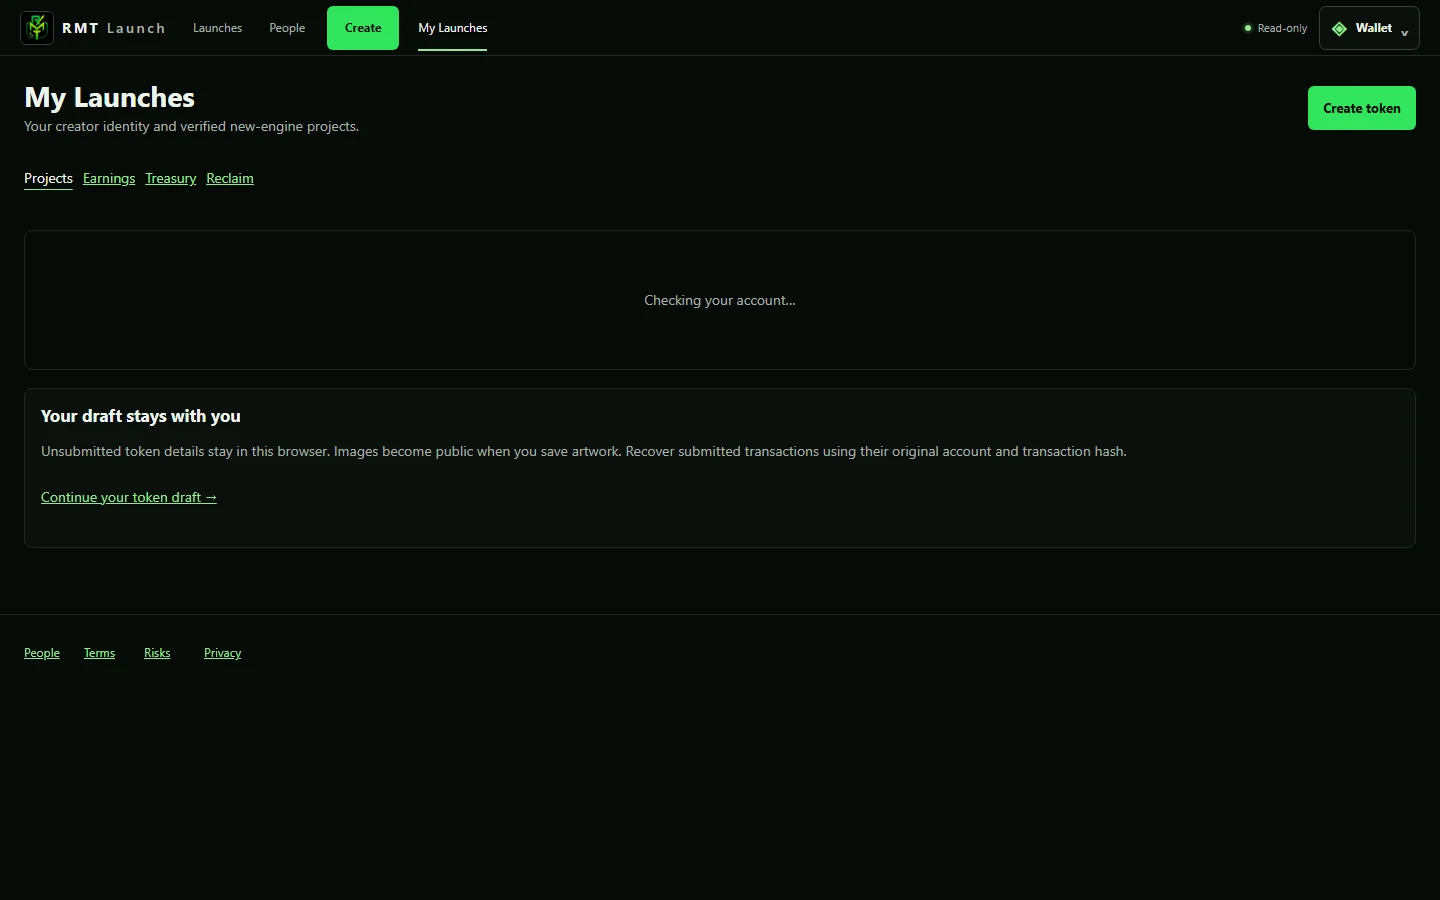 RMT Launch
Launches
People
Create
My Launches
Read-only
Wallet
My Launches
Your creator identity and verified new-engine projects.
Create token
Projects
Earnings
Treasury
Reclaim
Checking your account...
Your draft stays with you
Unsubmitted token details stay in this browser. Images become public when you save artwork. Recover submitted transactions using their original account and transaction hash.
Continue your token draft →
People
Terms
Risks
Privacy